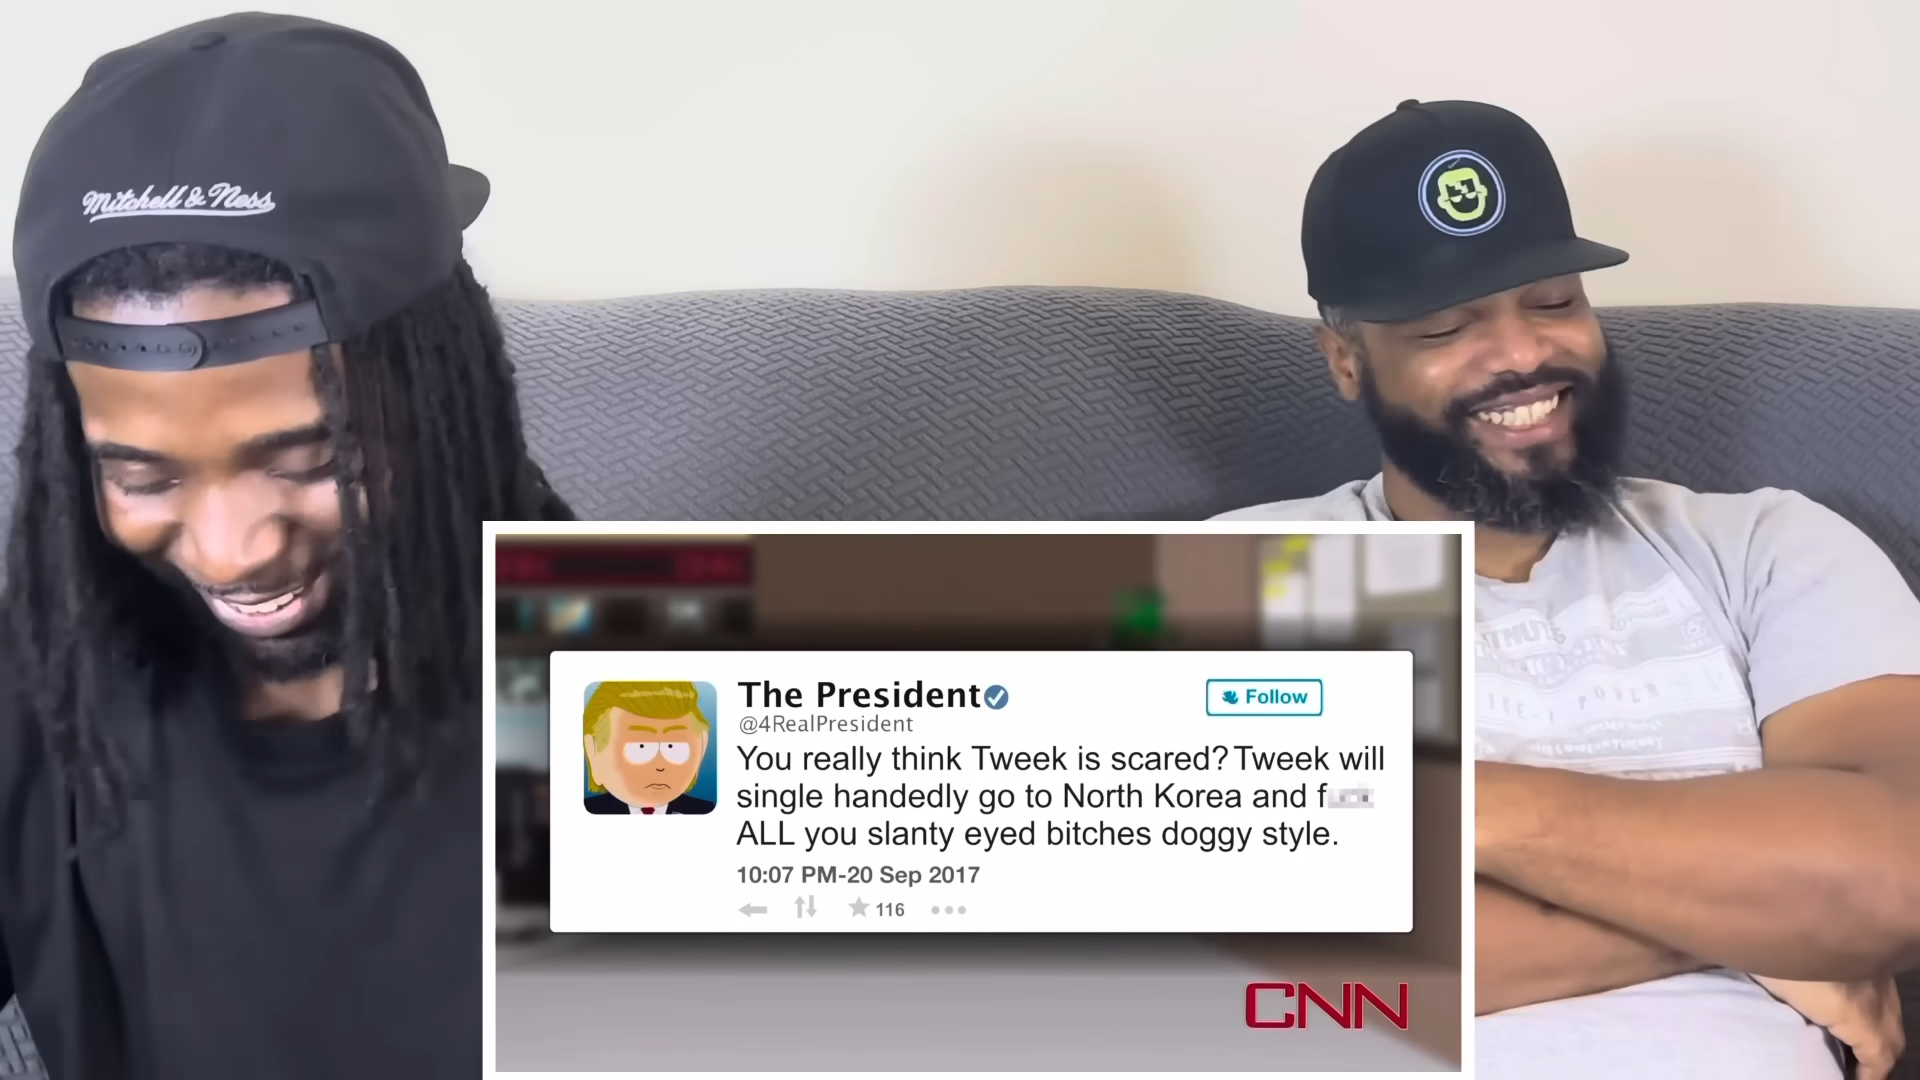 Mitchell & Ness
The President
Follow
@4RealPresident
You really think Tweek is scared? Tweek will
single handedly go to North Korea and f
ALL you slanty eyed bitches doggy style.
10:07 PM-20 Sep 2017
116
CNN